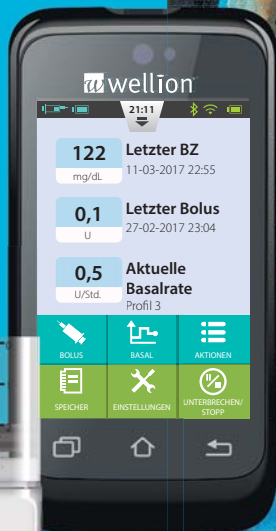 wellion
21:11
122
mg/dL
Letzter BZ
11-03-2017 22:55
0,1
U
Letzter Bolus
27-02-2017 23:04
0,5
U/Std.
Aktuelle
Basalrate
Profil 3
BOLUS
BASAL
AKTIONEN
SPEICHER
EINSTELLUNGEN
UNTERBRECHEN/
STOPP